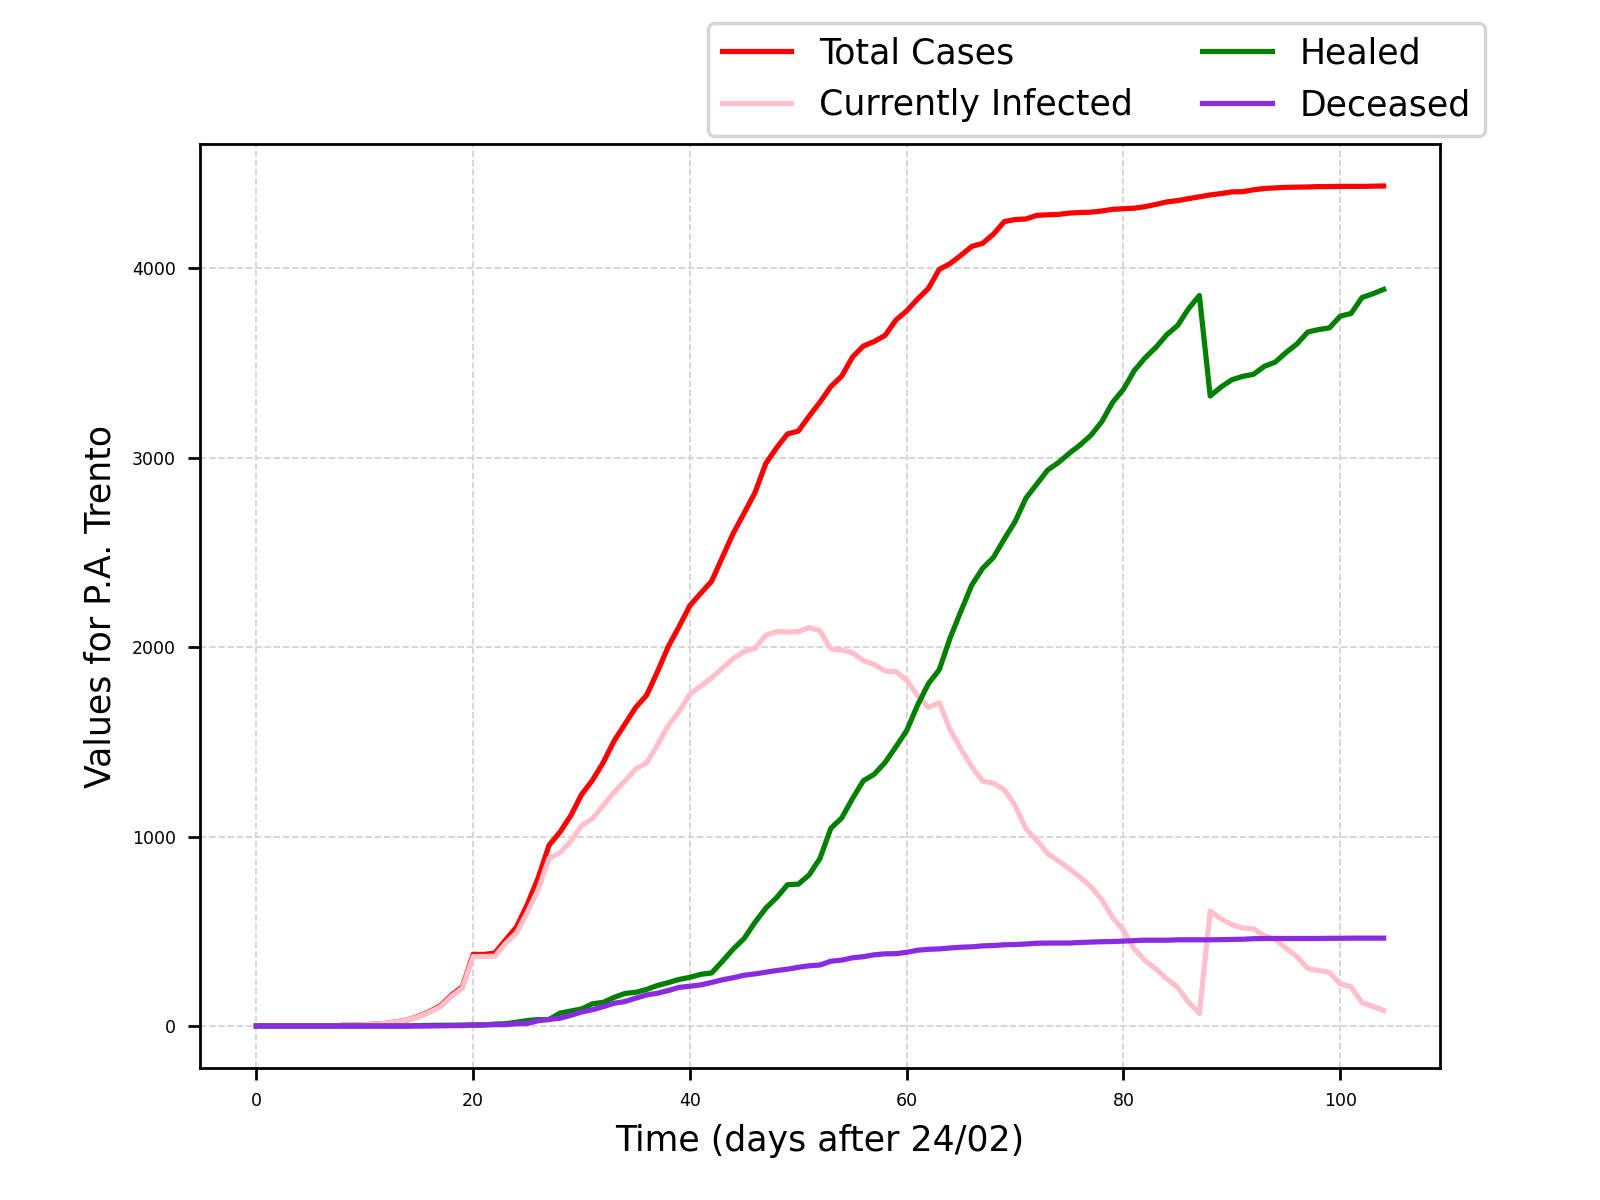 Total Cases
Currently Infected
Healed
Deceased
Values for P.A. Trento
4000
3000
2000
1000
0
0 20 40 60 80 100
Time (days after 24/02)